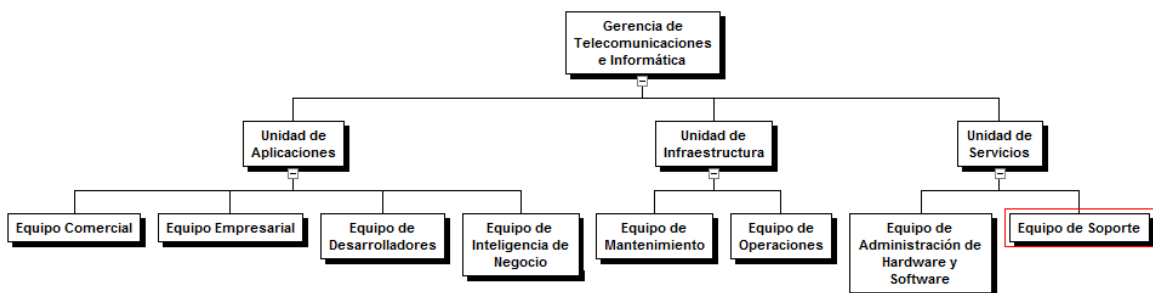 Gerencia de
Telecomunicaciones
e Informática
Unidad de
Aplicaciones
Unidad de
Infraestructura
Unidad de
Servicios
Equipo Comercial
Equipo Empresarial
Equipo de
Desarrolladores
Equipo de
Inteligencia de
Negocio
Equipo de
Mantenimiento
Equipo de
Operaciones
Equipo de
Administración de
Hardware y
Software
Equipo de Soporte